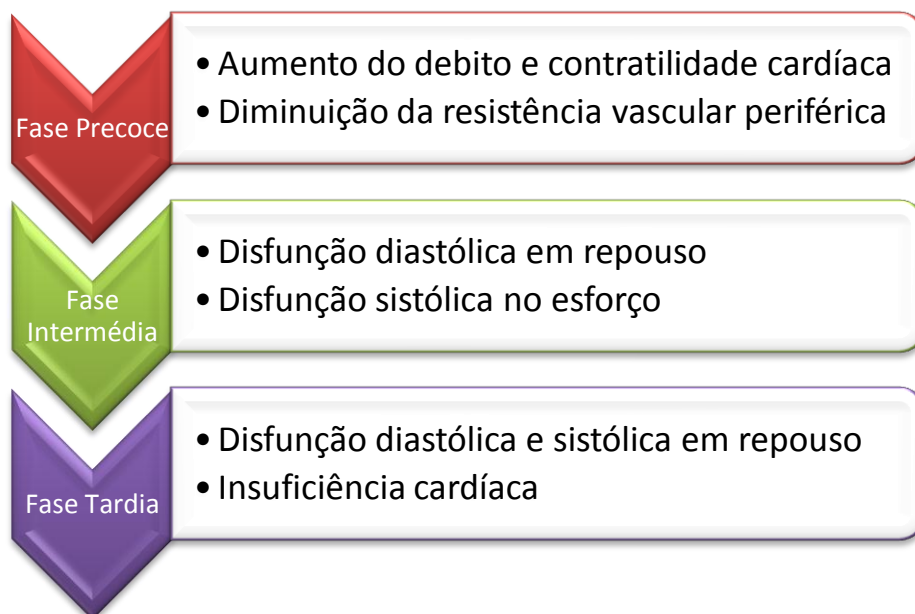 Fase Precoce
• Aumento do debito e contratilidade cardíaca
• Diminuição da resistência vascular periférica
Fase
Intermédia
• Disfunção diastólica em repouso
• Disfunção sistólica no esforço
Fase Tardia
• Disfunção diastólica e sistólica em repouso
• Insuficiência cardíaca